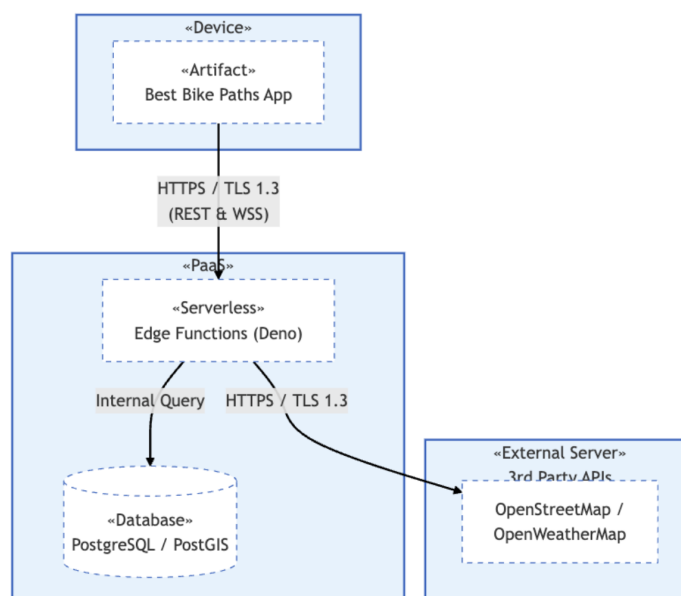 «Device»
«Artifact»
Best Bike Paths App
HTTPS / TLS 1.3
(REST & WSS)
«PaaS»
«Serverless»
Edge Functions (Deno)
Internal Query
HTTPS / TLS 1.3
«External Server»
3rd Party APIs
OpenStreetMap /
OpenWeatherMap
«Database»
PostgreSQL / PostGIS